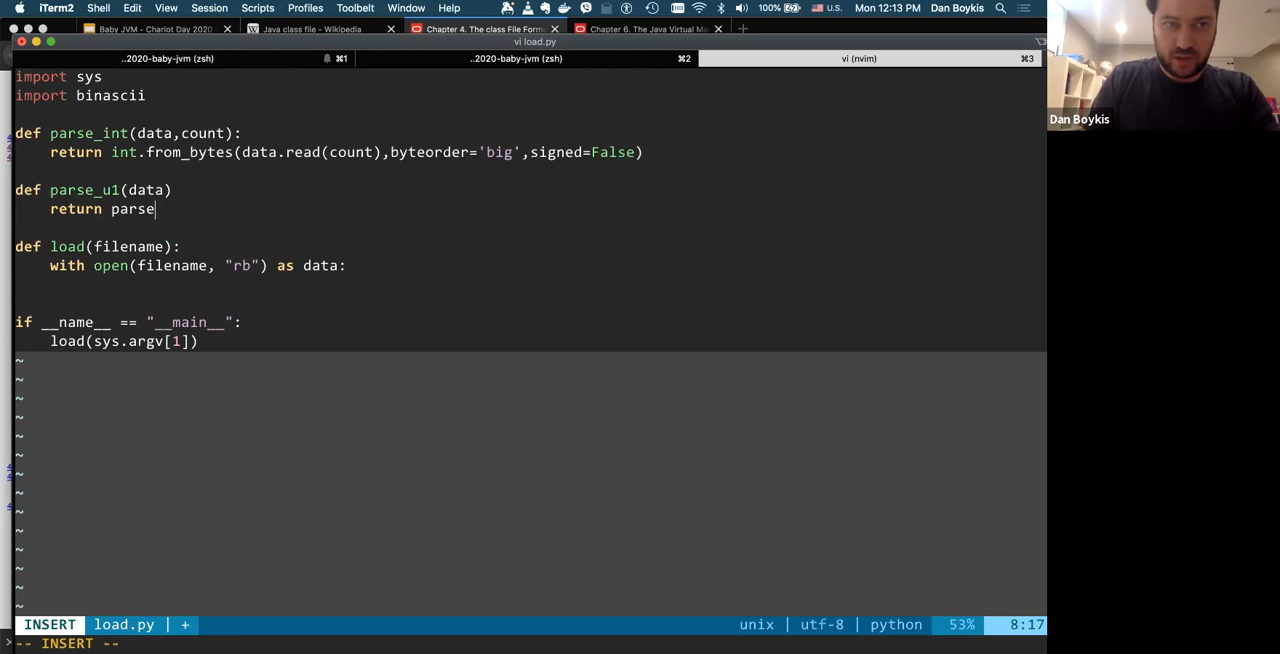 iTerm2 Shell Edit View Session Scripts Profiles Toolbelt Window Help 100% U.S. Mon 12:13 PM Dan Boykis
Baby JVM - Chariot Day 2020 Java class file - Wikipedia Chapter 4. The class File Form Chapter 6. The Java Virtual Ma
vi load.py
..2020-baby-jvm (zsh) ⌘1 ..2020-baby-jvm (zsh) ⌘2 vi (nvim) ⌘3
import sys
import binascii
def parse_int(data,count):
return int.from_bytes(data.read(count),byteorder='big',signed=False)
def parse_u1(data)
return parse
def load(filename):
with open(filename, "rb") as data:
if __name__ == "__main__":
load(sys.argv[1])
~
~
~
~
~
~
~
~
~
~
~
~
~
~
INSERT load.py | + unix | utf-8 | python 53% 8:17
-- INSERT --
Dan Boykis